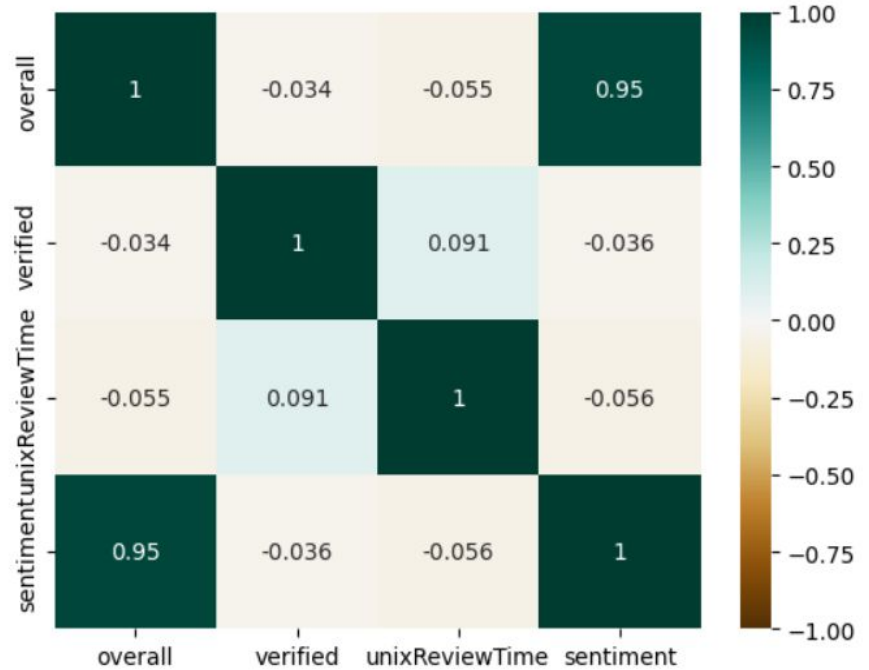 overall 1 -0.034 -0.055 0.95
verified -0.034 1 0.091 -0.036
unixReviewTime -0.055 0.091 1 -0.056
sentiment 0.95 -0.036 -0.056 1
overall verified unixReviewTime sentiment
1.00
0.75
0.50
0.25
0.00
−0.25
−0.50
−0.75
−1.00